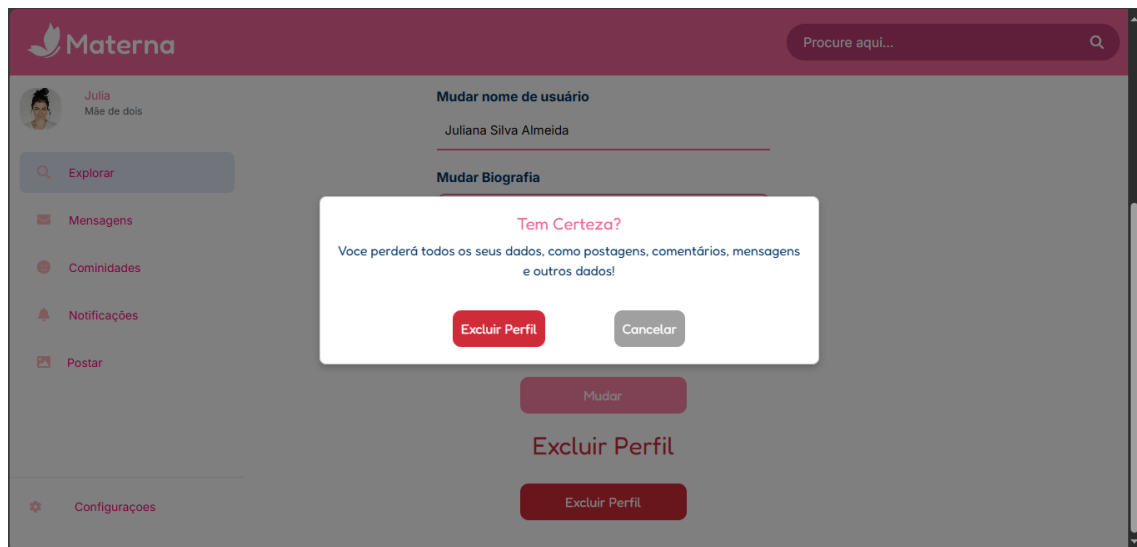 Materna
Procure aqui...
Julia
Mãe de dois
Explorar
Mensagens
Cominidades
Notificações
Postar
Configuraçoes
Mudar nome de usuário
Juliana Silva Almeida
Mudar Biografia
Tem Certeza?
Voce perderá todos os seus dados, como postagens, comentários, mensagens
e outros dados!
Excluir Perfil
Cancelar
Mudar
Excluir Perfil
Excluir Perfil